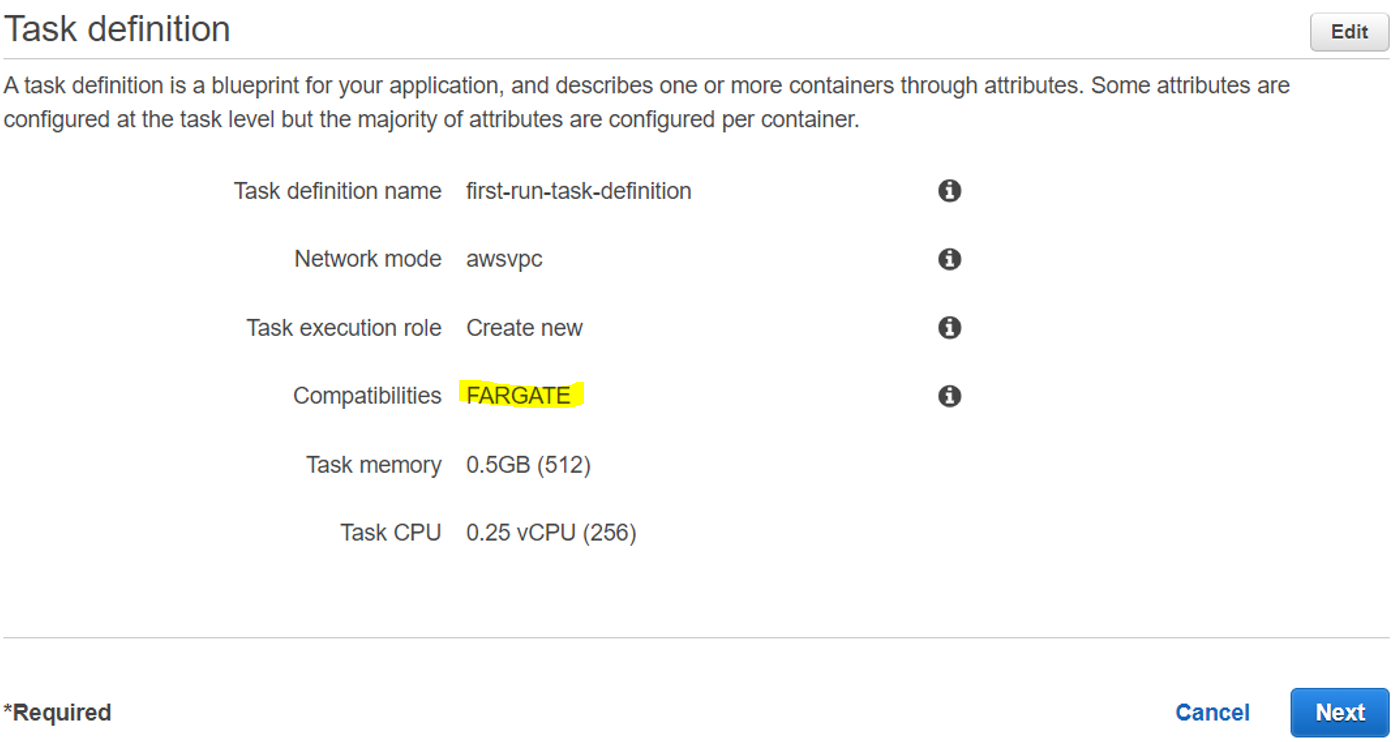 Task definition
Edit
A task definition is a blueprint for your application, and describes one or more containers through attributes. Some attributes are
configured at the task level but the majority of attributes are configured per container.
Task definition name first-run-task-definition
Network mode awsvpc
Task execution role Create new
Compatibilities FARGATE
Task memory 0.5GB (512)
Task CPU 0.25 vCPU (256)
*Required
Cancel
Next